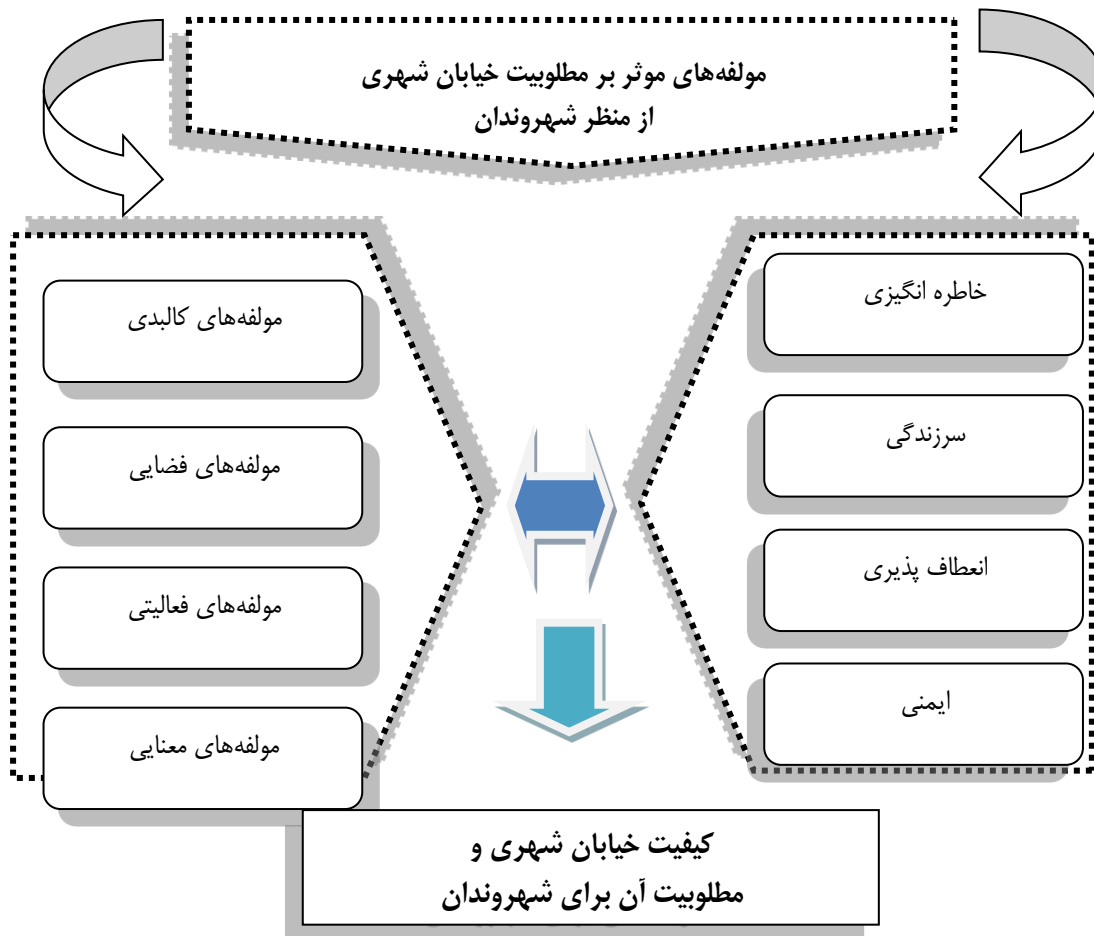 مولفه‌های موثر بر مطلوبیت خیابان شهری
از منظر شهروندان
خاطره انگیزی
سرزندگی
انعطاف پذیری
ایمنی
مولفه‌های کالبدی
مولفه‌های فضایی
مولفه‌های فعالیتی
مولفه‌های معنایی
کیفیت خیابان شهری و
مطلوبیت آن برای شهروندان